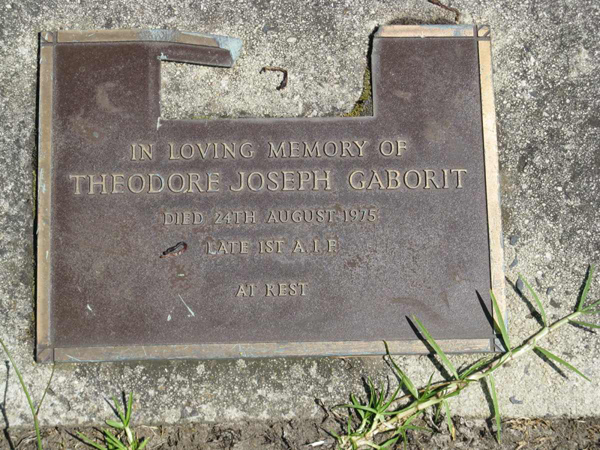 IN LOVING MEMORY OF
THEODORE JOSEPH GABORIT
DIED 24TH AUGUST 1975
LATE 1ST A.I.F.
AT REST